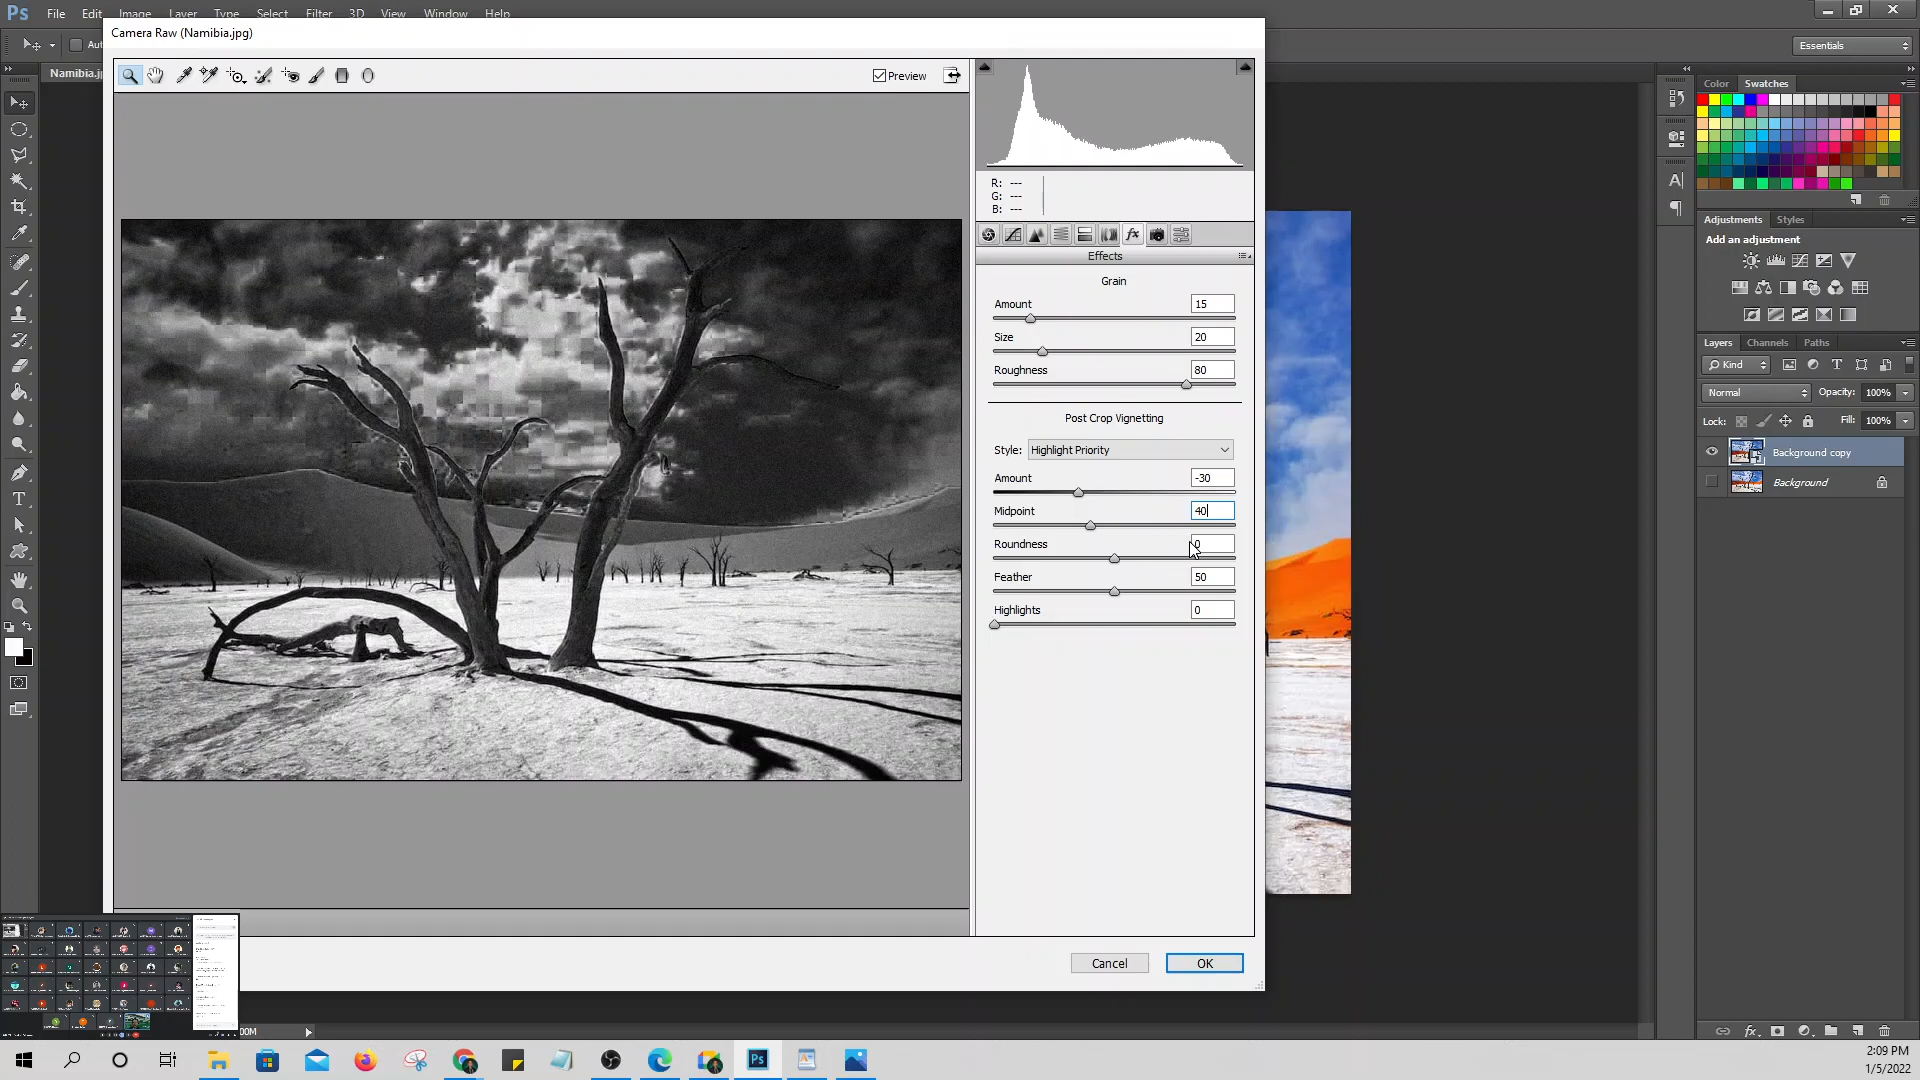 Ps File Edit Image Layer Type Select Filter 3D View Window Help
Camera Raw (Namibia.jpg)
Essentials
Namibia.j
Preview
R: ---
G: ---
B: ---
Effects
Grain
Amount 15
Size 20
Roughness 80
Post Crop Vignetting
Style: Highlight Priority
Amount -30
Midpoint 40
Roundness 0
Feather 50
Highlights 0
Cancel OK
Color Swatches
Adjustments Styles
Add an adjustment
Layers Channels Paths
Kind
Normal Opacity: 100%
Lock: Fill: 100%
Background copy
Background
00M
Ps
2:09 PM
1/5/2022